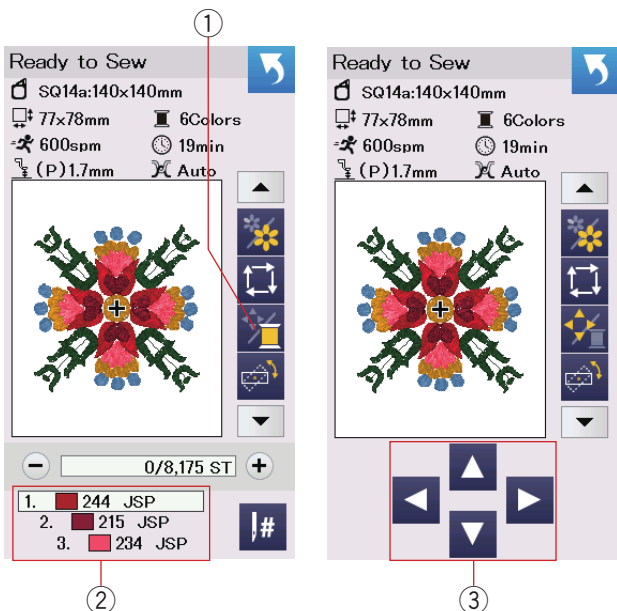 ①
Ready to Sew
SQ14a:140x140mm
77x78mm 6Colors
600spm 19min
(P)1.7mm Auto
0/8,175 ST
1. 244 JSP
2. 215 JSP
3. 234 JSP
#
②
Ready to Sew
SQ14a:140x140mm
77x78mm 6Colors
600spm 19min
(P)1.7mm Auto
③